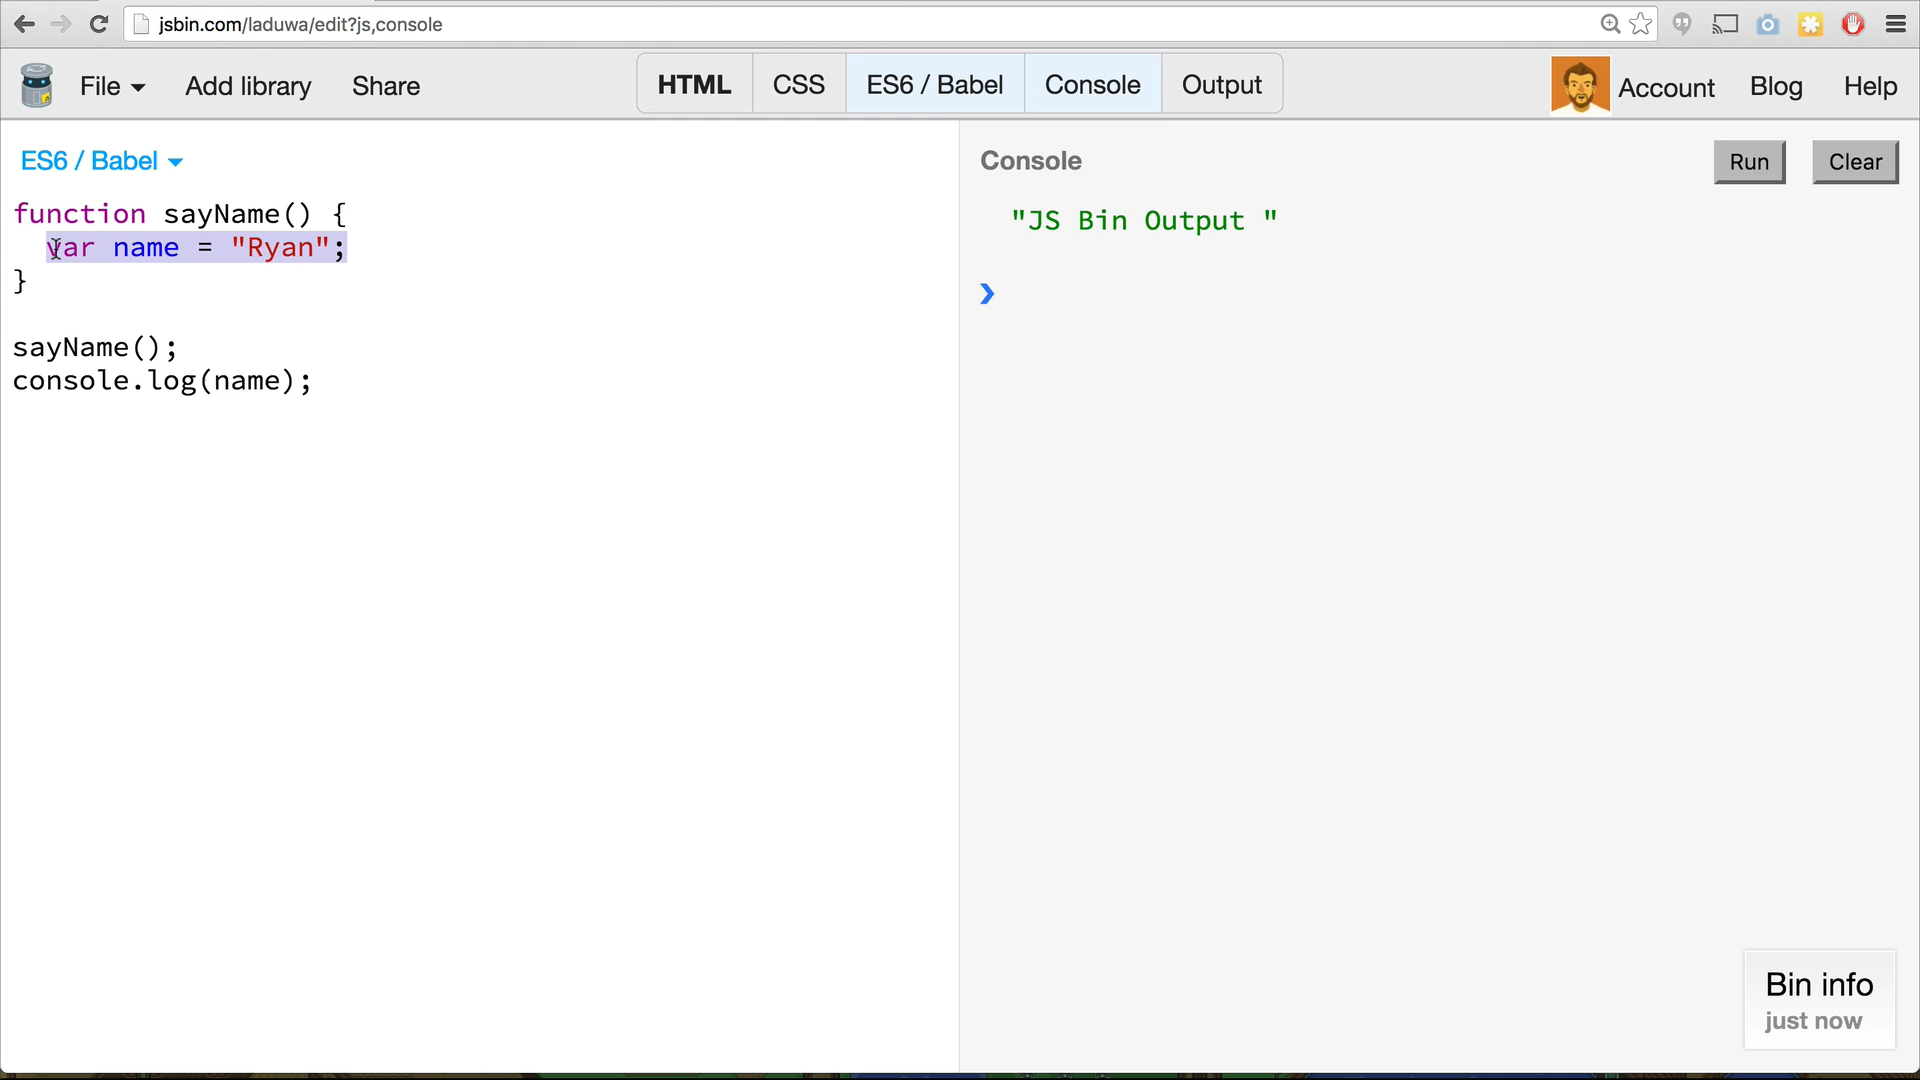 jsbin.com/laduwa/edit?js,console
File Add library Share HTML CSS ES6 / Babel Console Output Account Blog Help
ES6 / Babel
function sayName() {
  var name = "Ryan";
}
sayName();
console.log(name);
Console Run Clear
"JS Bin Output "
Bin info
just now